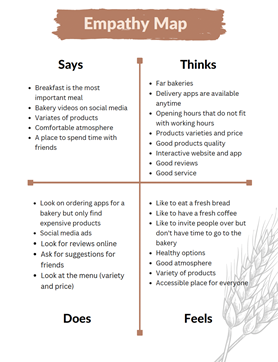 Empathy Map
Says
Breakfast is the most
important meal
Bakery videos on social media
Variates of products
Comfortable atmosphere
A place to spend time with
friends
Thinks
Far bakeries
Delivery apps are available
anytime
Opening hours that do not fit
with working hours
Products varieties and price
Good products quality
Interactive website and app
Good reviews
Good service
Look on ordering apps for a
bakery but only find
expensive products
Social media ads
Look for reviews online
Ask for suggestions for
friends
Look at the menu (variety
and price)
Does
Like to eat a fresh bread
Like to have a fresh coffee
Like to invite people over but
don't have time to go to the
bakery
Healthy options
Good atmosphere
Variety of products
Accessible place for everyone
Feels